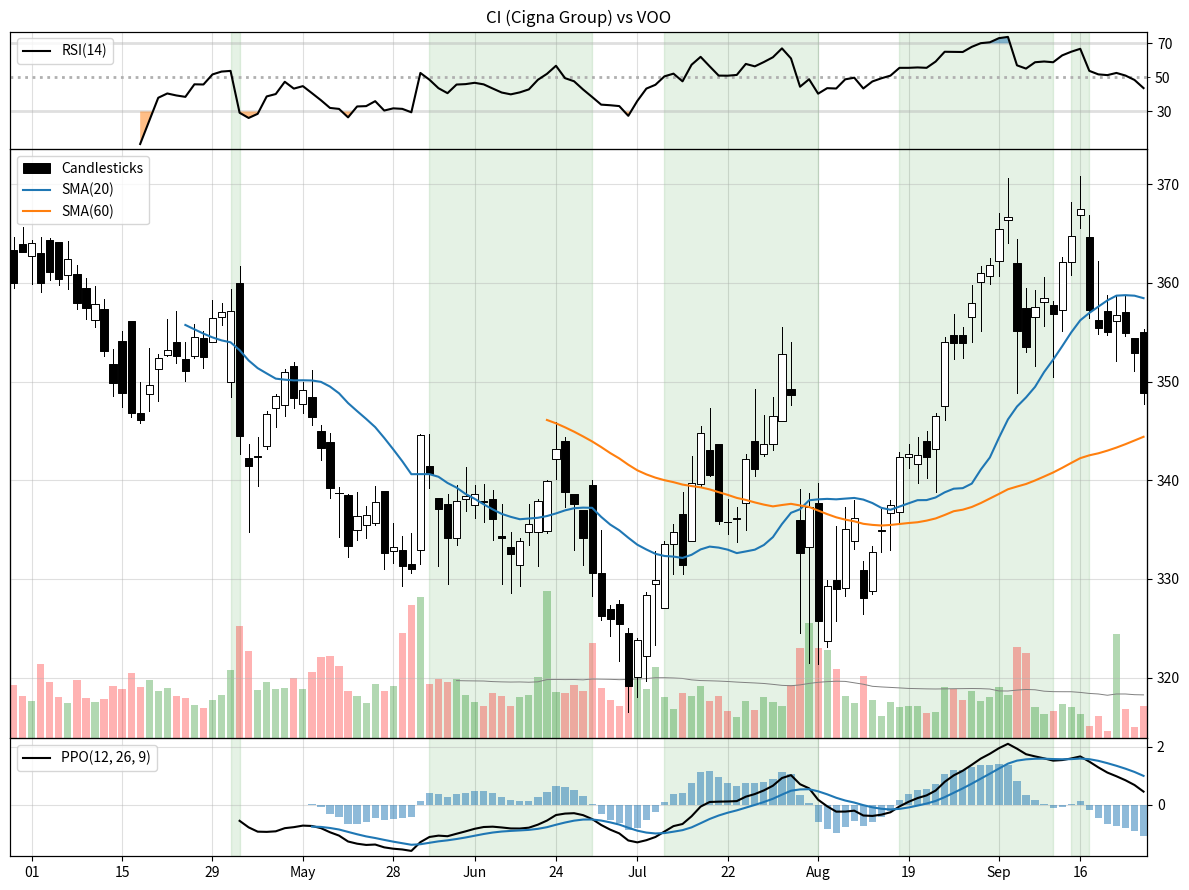 CI (Cigna Group) vs VOO
RSI(14)
70
50
30
Candlesticks
SMA(20)
SMA(60)
370
360
350
340
330
320
PPO(12, 26, 9)
2
0
01 15 29 May 28 Jun 24 Jul 22 Aug 19 Sep 16